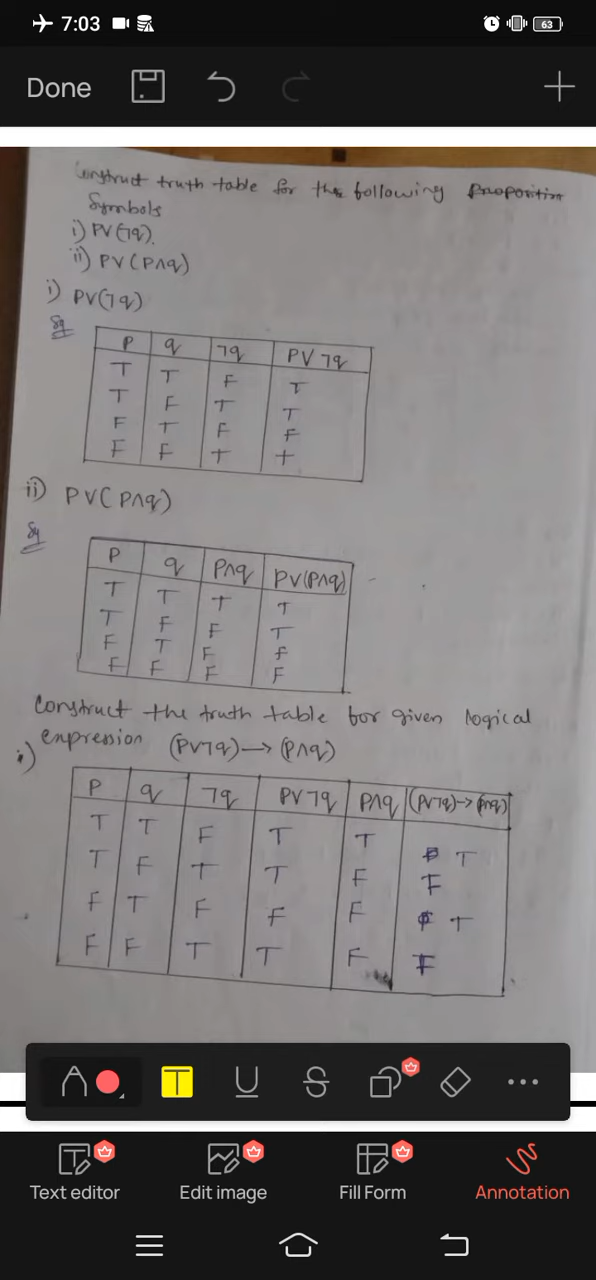 7:03
63
Done
Construct truth table for the following Proposition
Symbols
i) PV(7q).
ii) PV(P∧q)
i) PV(7q)
P q 7q PV7q
T T F T
T F T T
F T F F
F F T T
ii) PV(P∧q)
P q P∧q PV(P∧q)
T T T T
T F F T
F T F F
F F F F
Construct the truth table for given logical
expression (PV7q)→(P∧q)
i)
P q 7q PV7q P∧q (PV7q)→(P∧q)
T T F T T T
T F T T F F
F T F F F T
F F T T F F
T U S
Text editor Edit image Fill Form Annotation